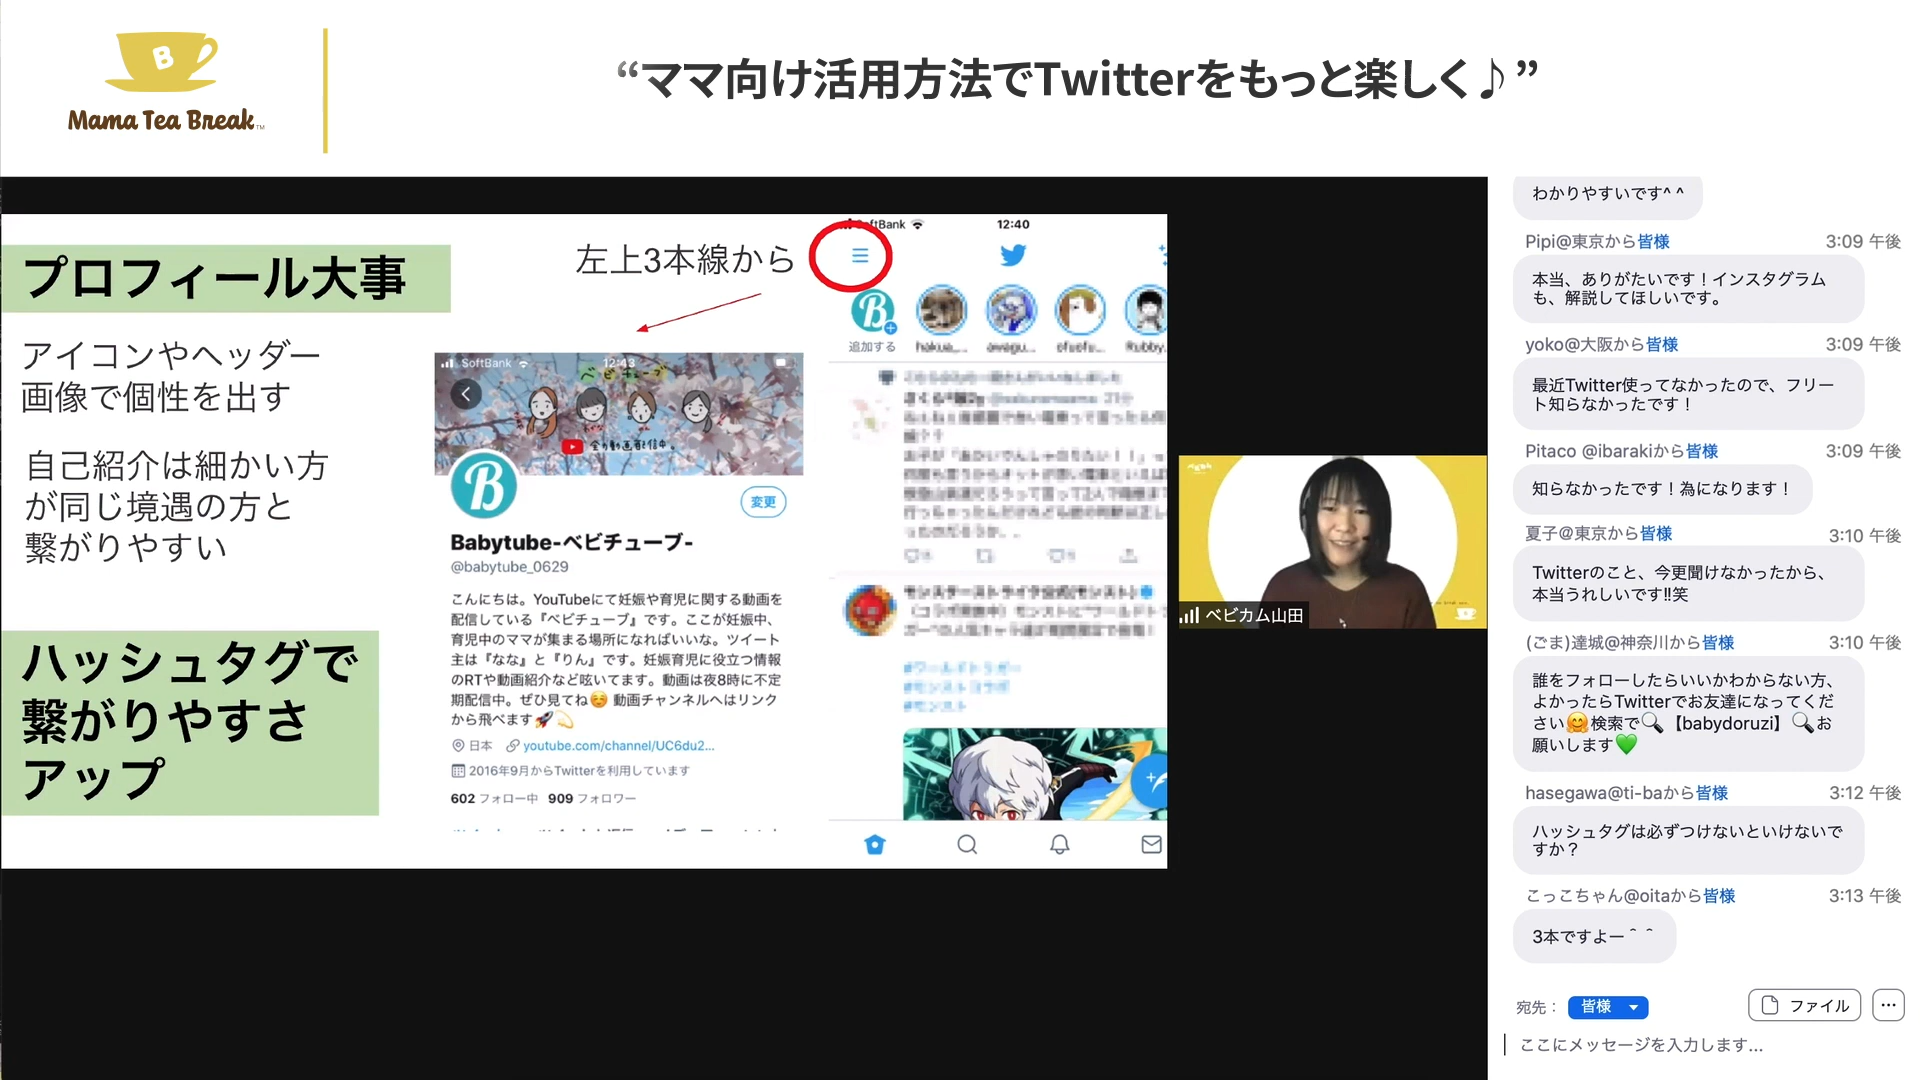 B
Mama Tea Break™
“ママ向け活用方法でTwitterをもっと楽しく♪”
プロフィール大事
アイコンやヘッダー
画像で個性を出す
自己紹介は細かい方
が同じ境遇の方と
繋がりやすい
ハッシュタグで
繋がりやすさ
アップ
左上3本線から
SoftBank
12:43
ベビチューブ
全力動画配信中。
B
変更
Babytube-ベビチューブ-
@babytube_0629
こんにちは。YouTubeにて妊娠や育児に関する動画を
配信している『ベビチューブ』です。ここが妊娠中、
育児中のママが集まる場所になればいいな。ツイート
主は『なな』と『りん』です。妊娠育児に役立つ情報
のRTや動画紹介など呟いてます。動画は夜8時に不定
期配信中。ぜひ見てね☺️ 動画チャンネルへはリンク
から飛べます🚀💫
日本 youtube.com/channel/UC6du2...
2016年9月からTwitterを利用しています
602 フォロー中 909 フォロワー
SoftBank
12:40
B
追加する
ベビカム山田
わかりやすいです^ ^
Pipi@東京から皆様 3:09 午後
本当、ありがたいです！インスタグラム
も、解説してほしいです。
yoko@大阪から皆様 3:09 午後
最近Twitter使ってなかったので、フリー
ト知らなかったです！
Pitaco @ibarakiから皆様 3:09 午後
知らなかったです！為になります！
夏子@東京から皆様 3:10 午後
Twitterのこと、今更聞けなかったから、
本当うれしいです‼笑
(ごま)達城@神奈川から皆様 3:10 午後
誰をフォローしたらいいかわからない方、
よかったらTwitterでお友達になってくだ
さい🤗検索で🔍【babydoruzi】🔍お
願いします💚
hasegawa@ti-baから皆様 3:12 午後
ハッシュタグは必ずつけないといけないで
すか？
こっこちゃん@oitaから皆様 3:13 午後
3本ですよー＾＾
宛先： 皆様 ファイル ...
ここにメッセージを入力します...